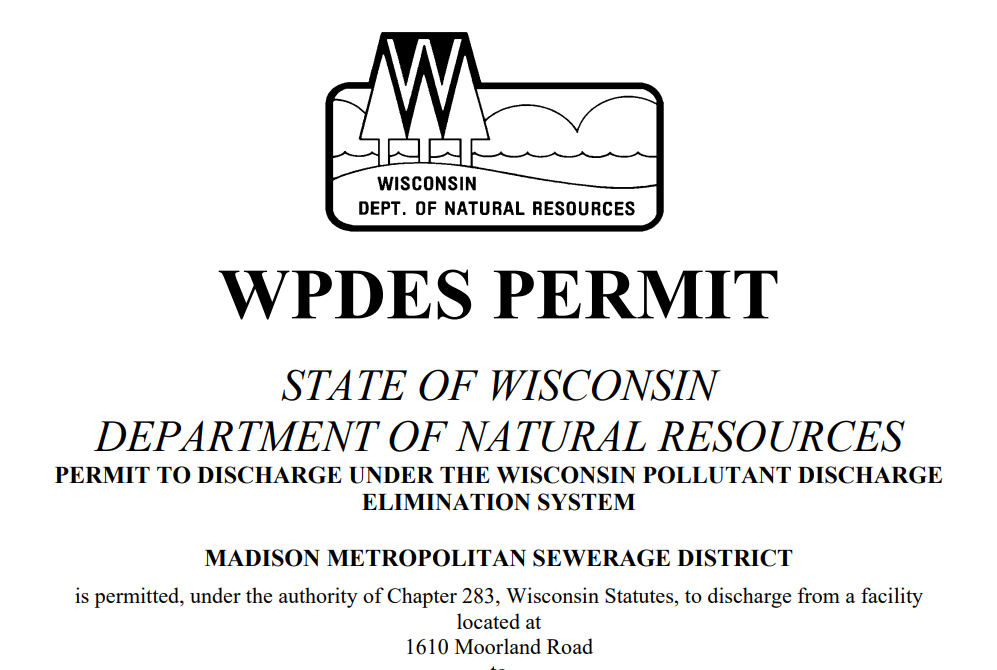 W
WISCONSIN
DEPT. OF NATURAL RESOURCES
WPDES PERMIT
STATE OF WISCONSIN
DEPARTMENT OF NATURAL RESOURCES
PERMIT TO DISCHARGE UNDER THE WISCONSIN POLLUTANT DISCHARGE
ELIMINATION SYSTEM
MADISON METROPOLITAN SEWERAGE DISTRICT
is permitted, under the authority of Chapter 283, Wisconsin Statutes, to discharge from a facility
located at
1610 Moorland Road
to